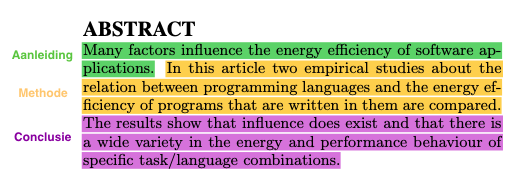 ABSTRACT
Aanleiding
Many factors influence the energy efficiency of software ap-
plications. In this article two empirical studies about the
Methode
relation between programming languages and the energy ef-
ficiency of programs that are written in them are compared.
Conclusie
The results show that influence does exist and that there is
a wide variety in the energy and performance behaviour of
specific task/language combinations.